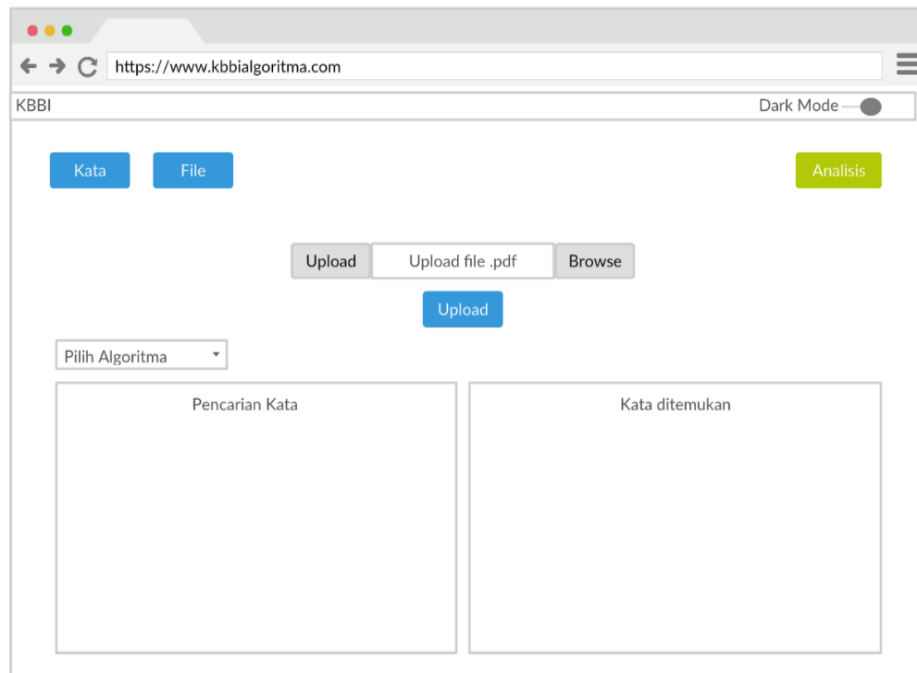 https://www.kbbialgoritma.com
KBBI Dark Mode
Kata File Analisis
Upload Upload file .pdf Browse
Upload
Pilih Algoritma
Pencarian Kata Kata ditemukan